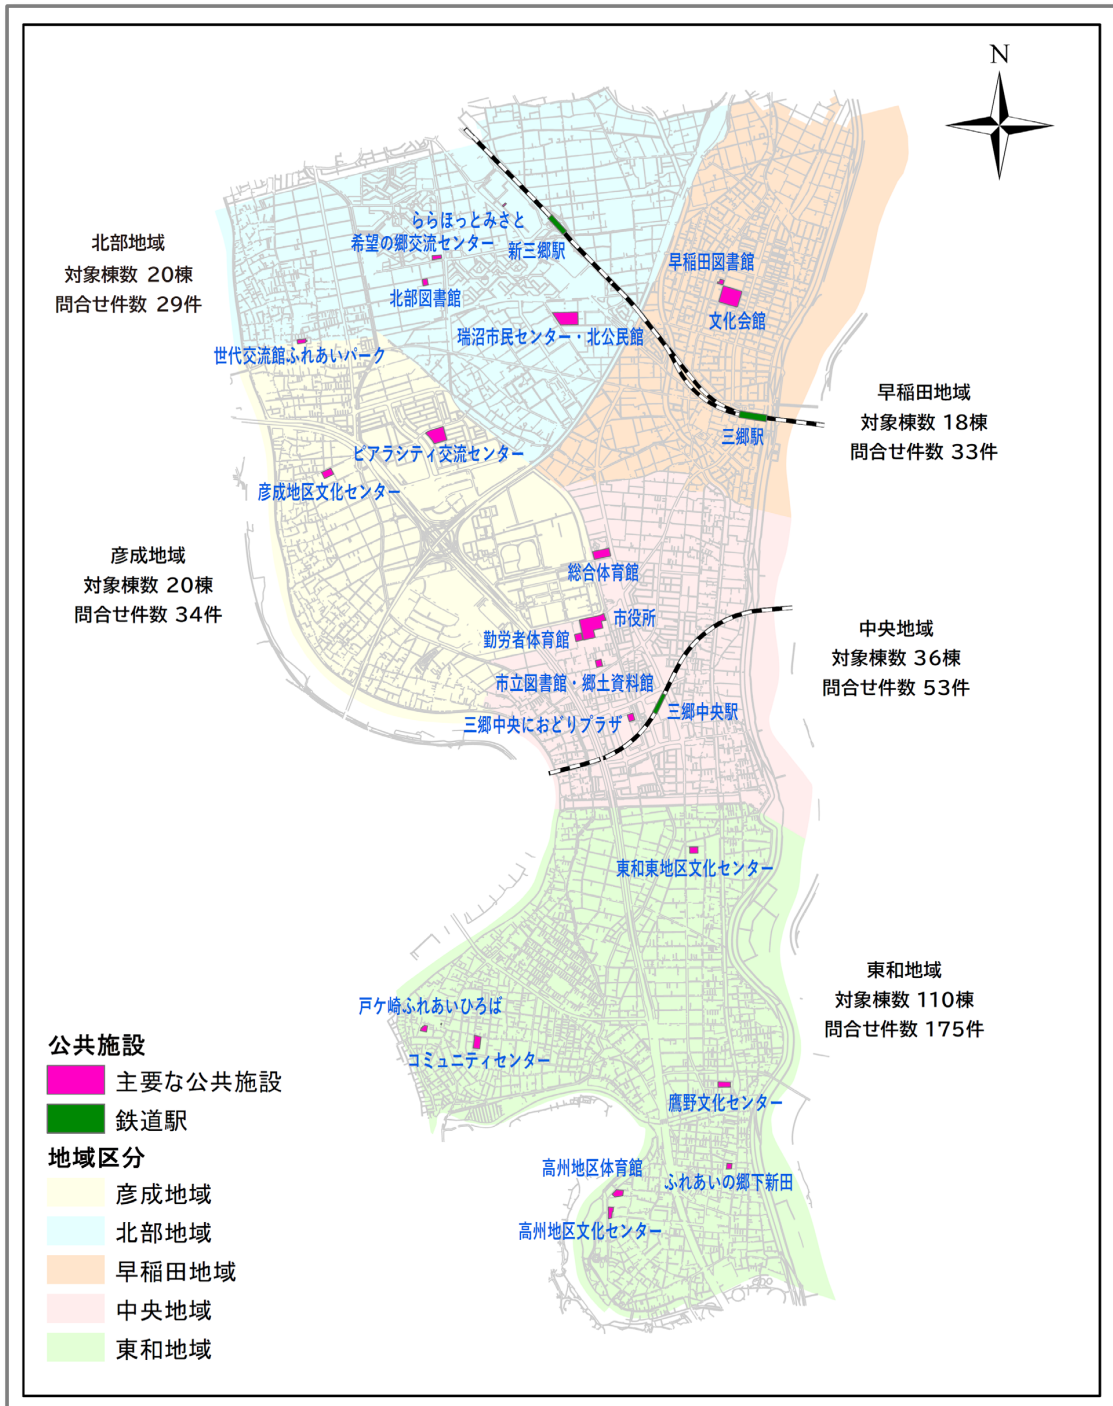 N
ららほっとみさと
希望の郷交流センター
新三郷駅
北部図書館
早稲田図書館
文化会館
瑞沼市民センター・北公民館
世代交流館ふれあいパーク
三郷駅
北部地域
対象棟数 20棟
問合せ件数 29件
早稲田地域
対象棟数 18棟
問合せ件数 33件
ピアラシティ交流センター
彦成地区文化センター
彦成地域
対象棟数 20棟
問合せ件数 34件
総合体育館
市役所
勤労者体育館
市立図書館・郷土資料館
三郷中央におどりプラザ
三郷中央駅
中央地域
対象棟数 36棟
問合せ件数 53件
東和東地区文化センター
東和地域
対象棟数 110棟
問合せ件数 175件
戸ケ崎ふれあいひろば
コミュニティセンター
鷹野文化センター
高州地区体育館
ふれあいの郷下新田
高州地区文化センター
公共施設
主要な公共施設
鉄道駅
地域区分
彦成地域
北部地域
早稲田地域
中央地域
東和地域